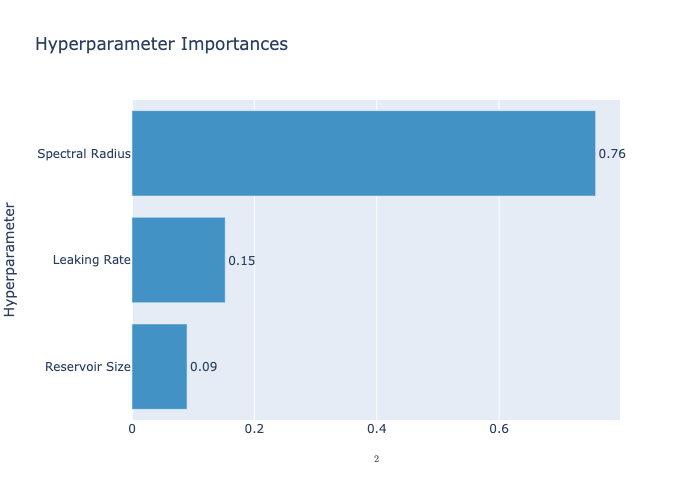 Hyperparameter Importances
Hyperparameter
Spectral Radius
0.76
Leaking Rate
0.15
Reservoir Size
0.09
0 0.2 0.4 0.6
2